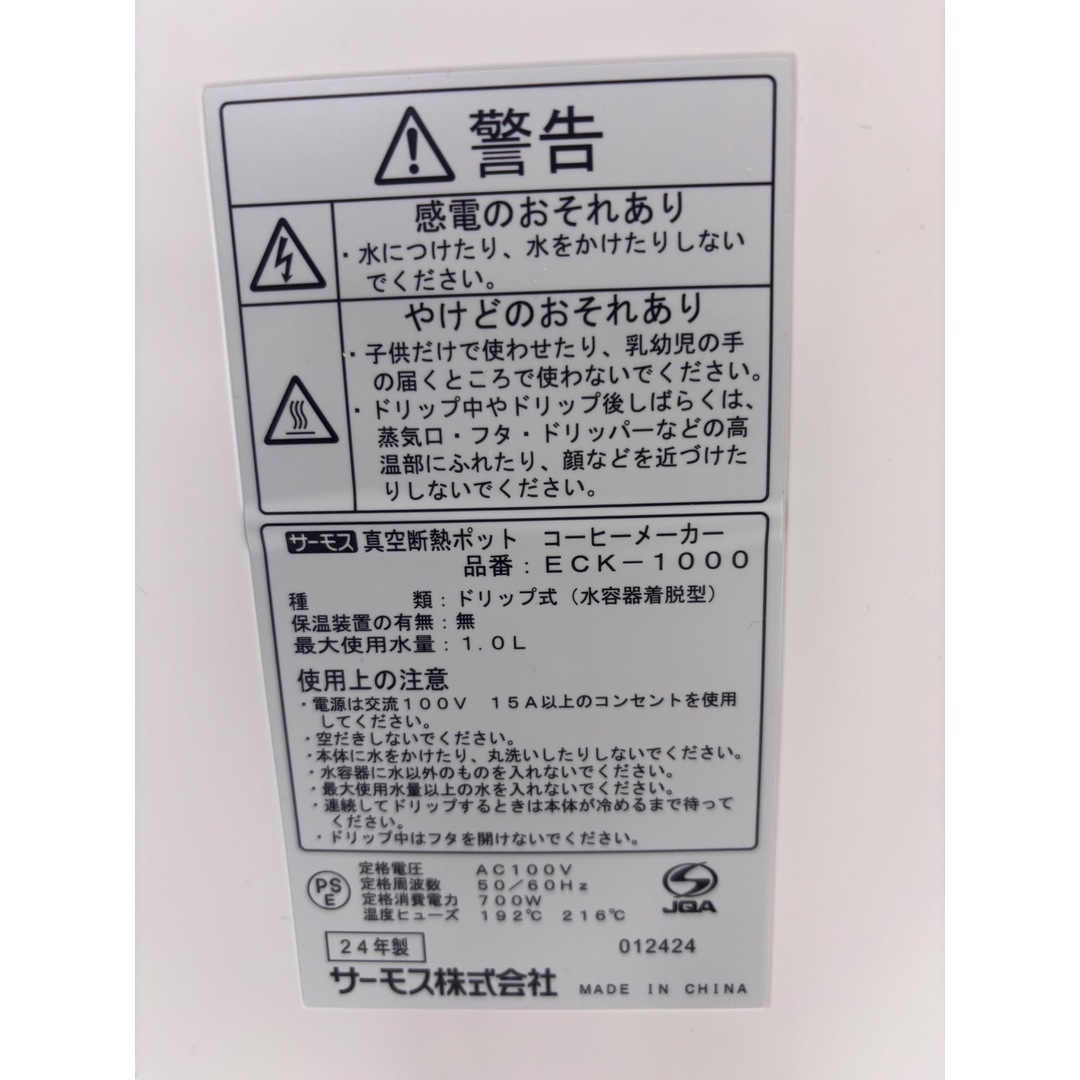 警告
感電のおそれあり
・水につけたり、水をかけたりしない
でください。
やけどのおそれあり
・子供だけで使わせたり、乳幼児の手
の届くところで使わないでください。
・ドリップ中やドリップ後しばらくは、
蒸気口・フタ・ドリッパーなどの高
温部にふれたり、顔などを近づけた
りしないでください。
サーモス 真空断熱ポット コーヒーメーカー
品番：ECK－1000
種 類：ドリップ式（水容器着脱型）
保温装置の有無：無
最大使用水量：1.0L
使用上の注意
・電源は交流100V 15A以上のコンセントを使用
してください。
・空だきしないでください。
・本体に水をかけたり、丸洗いしたりしないでください。
・水容器に水以外のものを入れないでください。
・最大使用水量以上の水を入れないでください。
・連続してドリップするときは本体が冷めるまで待って
ください。
・ドリップ中はフタを開けないでください。
定格電圧 AC100V
定格周波数 50／60Hz
定格消費電力 700W
温度ヒューズ 192℃ 216℃
PS
E
JQA
24年製
012424
サーモス株式会社 MADE IN CHINA